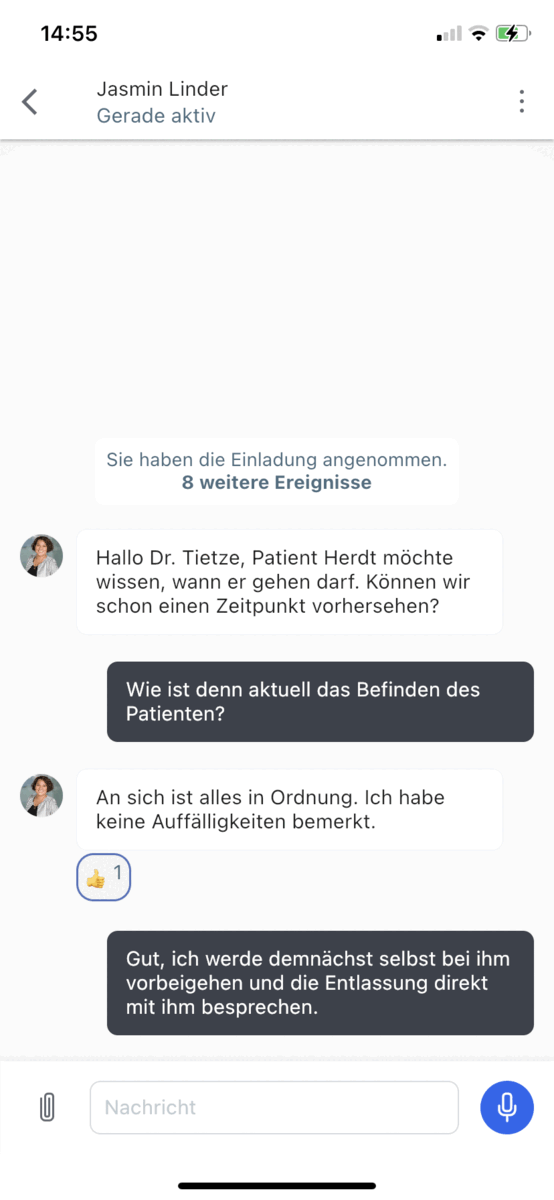 14:55
Jasmin Linder
Gerade aktiv
Sie haben die Einladung angenommen.
8 weitere Ereignisse
Hallo Dr. Tietze, Patient Herdt möchte
wissen, wann er gehen darf. Können wir
schon einen Zeitpunkt vorhersehen?
Wie ist denn aktuell das Befinden des
Patienten?
An sich ist alles in Ordnung. Ich habe
keine Auffälligkeiten bemerkt.
👍 1
Gut, ich werde demnächst selbst bei ihm
vorbeigehen und die Entlassung direkt
mit ihm besprechen.
Nachricht